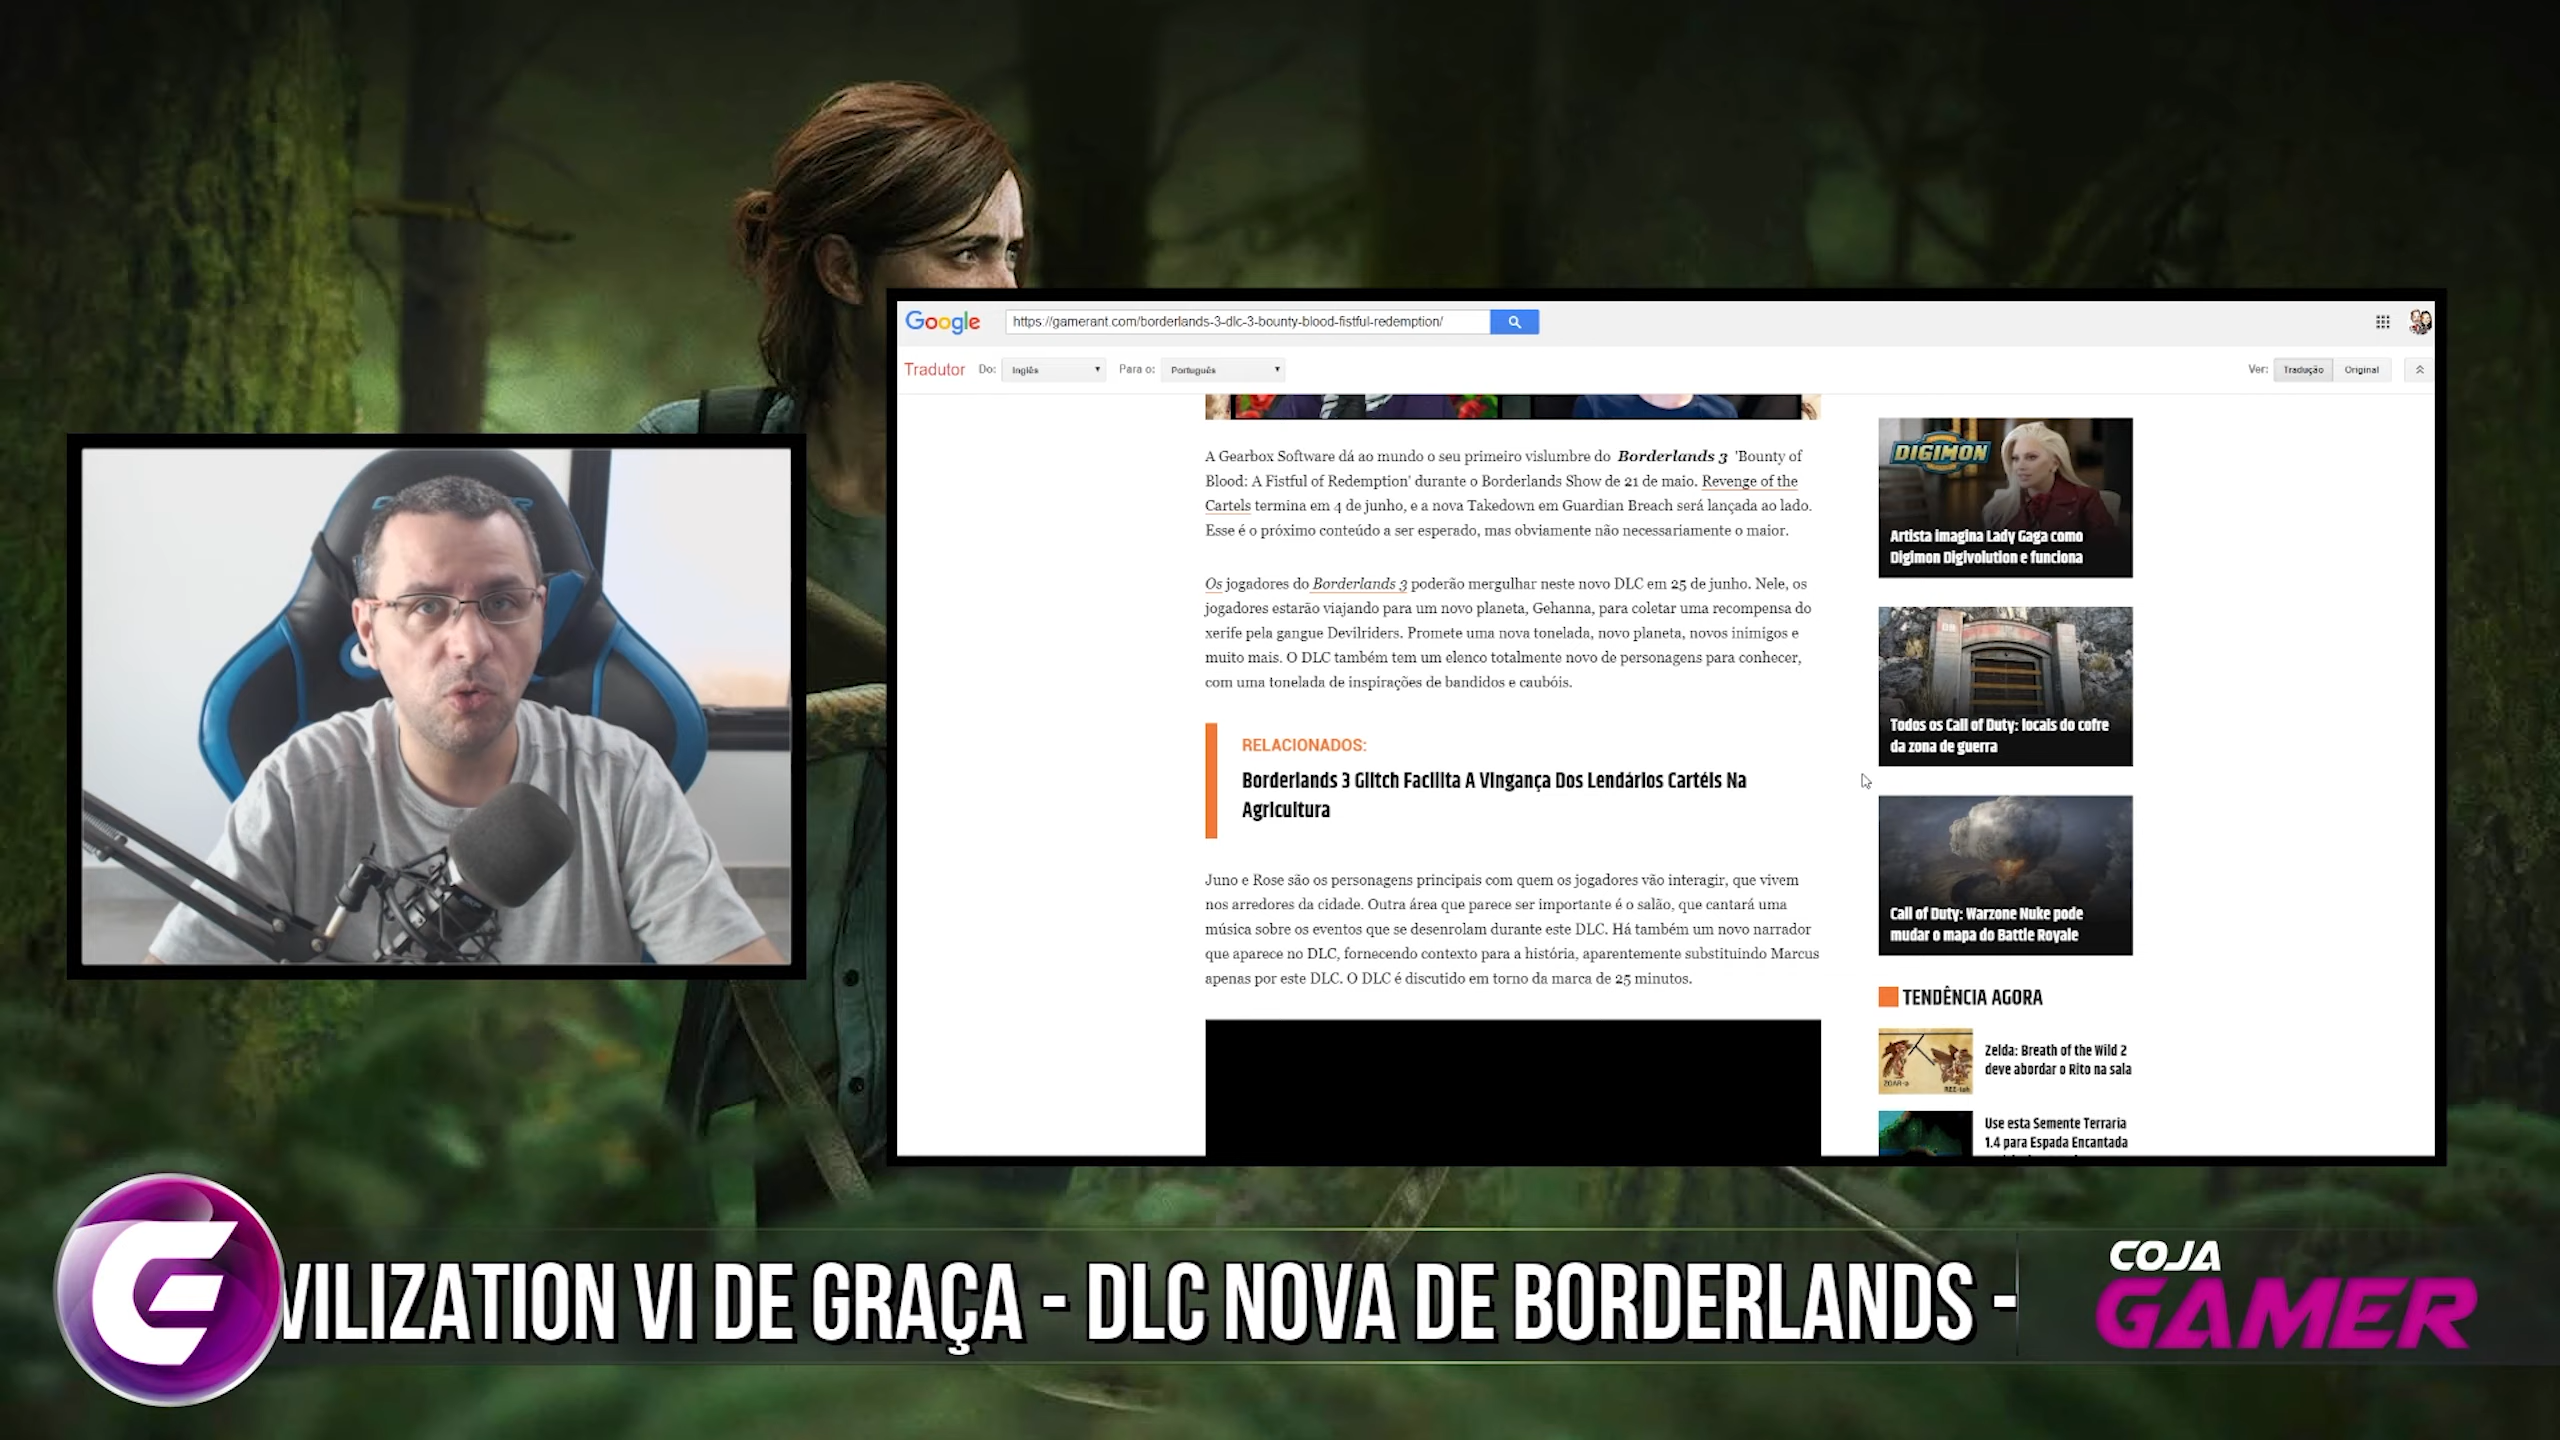 Google
https://gamerant.com/borderlands-3-dlc-3-bounty-blood-fistful-redemption/
Tradutor Do: Inglês Para o: Português Ver: Tradução Original
A Gearbox Software dá ao mundo o seu primeiro vislumbre do Borderlands 3 'Bounty of
Blood: A Fistful of Redemption' durante o Borderlands Show de 21 de maio. Revenge of the
Cartels termina em 4 de junho, e a nova Takedown em Guardian Breach será lançada ao lado.
Esse é o próximo conteúdo a ser esperado, mas obviamente não necessariamente o maior.
Os jogadores do Borderlands 3 poderão mergulhar neste novo DLC em 25 de junho. Nele, os
jogadores estarão viajando para um novo planeta, Gehanna, para coletar uma recompensa do
xerife pela gangue Devilriders. Promete uma nova tonelada, novo planeta, novos inimigos e
muito mais. O DLC também tem um elenco totalmente novo de personagens para conhecer,
com uma tonelada de inspirações de bandidos e caubóis.
RELACIONADOS:
Borderlands 3 Glitch Facilita A Vingança Dos Lendários Cartéis Na
Agricultura
Juno e Rose são os personagens principais com quem os jogadores vão interagir, que vivem
nos arredores da cidade. Outra área que parece ser importante é o salão, que cantará uma
música sobre os eventos que se desenrolam durante este DLC. Há também um novo narrador
que aparece no DLC, fornecendo contexto para a história, aparentemente substituindo Marcus
apenas por este DLC. O DLC é discutido em torno da marca de 25 minutos.
DIGIMON
Artista imagina Lady Gaga como
Digimon Digivolution e funciona
Todos os Call of Duty: locais do cofre
da zona de guerra
Call of Duty: Warzone Nuke pode
mudar o mapa do Battle Royale
TENDÊNCIA AGORA
Zelda: Breath of the Wild 2
deve abordar o Rito na sala
Use esta Semente Terraria
1.4 para Espada Encantada
VILIZATION VI DE GRAÇA - DLC NOVA DE BORDERLANDS -
COJA
GAMER